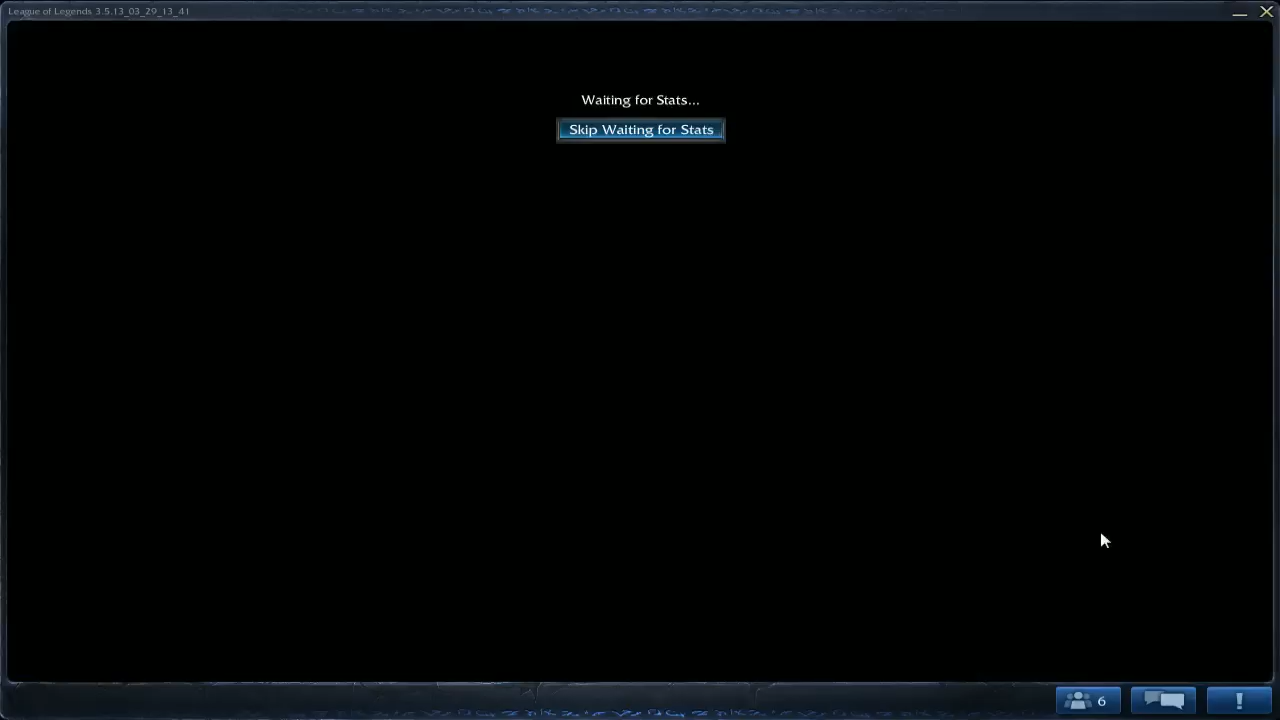 League of Legends 3.5.13_03_29_13_41
Waiting for Stats...
Skip Waiting for Stats
6
!